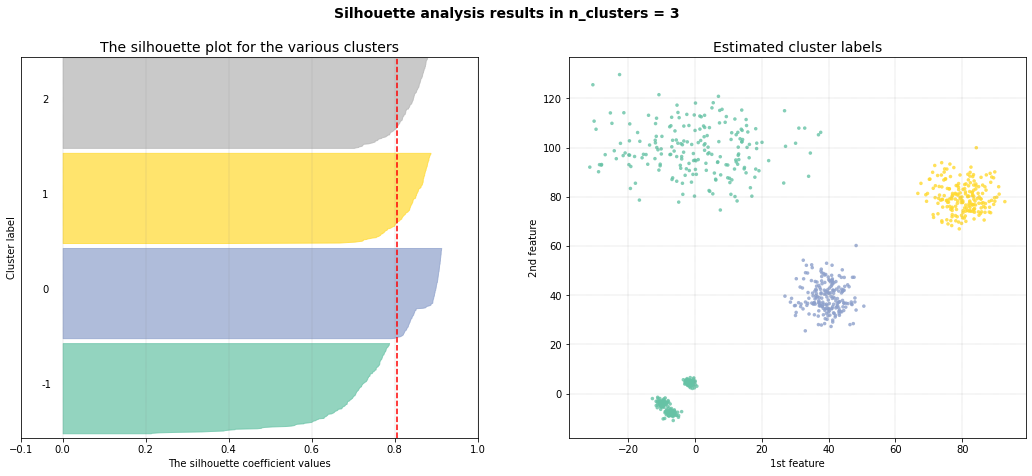 Silhouette analysis results in n_clusters = 3
The silhouette plot for the various clusters
Cluster label
2
1
0
-1
−0.1 0.0 0.2 0.4 0.6 0.8 1.0
The silhouette coefficient values
Estimated cluster labels
2nd feature
120
100
80
60
40
20
0
−20 0 20 40 60 80
1st feature